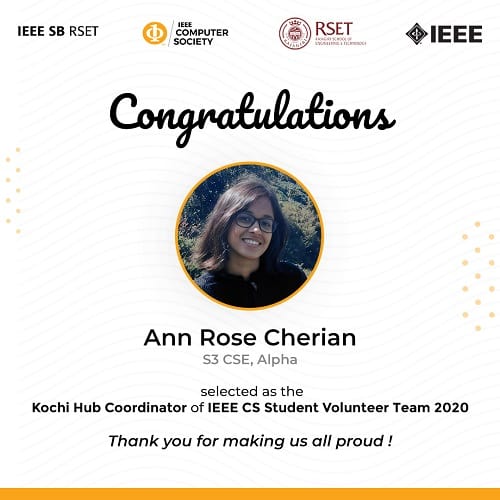 IEEE SB RSET
IEEE
COMPUTER
SOCIETY
RSET
RAJAGIRI SCHOOL OF
ENGINEERING & TECHNOLOGY
IEEE
Congratulations
Ann Rose Cherian
S3 CSE, Alpha
selected as the
Kochi Hub Coordinator of IEEE CS Student Volunteer Team 2020
Thank you for making us all proud !